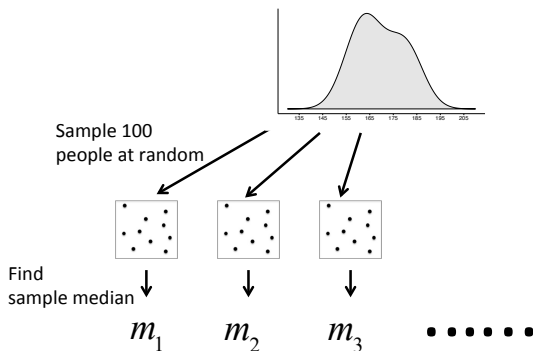 135 145 155 165 175 185 195 205
Sample 100
people at random
Find
sample median
m1 m2 m3 ......